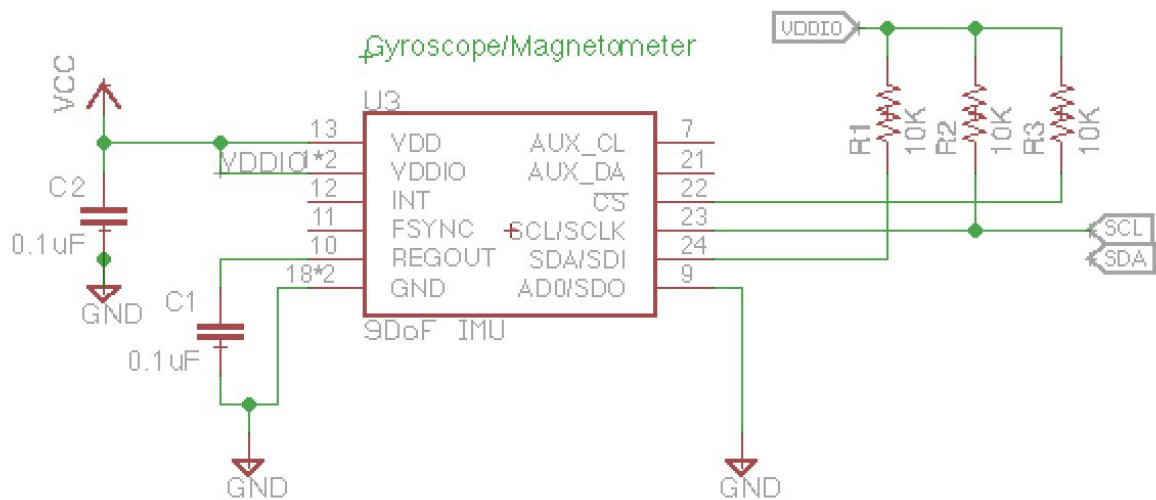 Gyroscope/Magnetometer
VDDIO
VCC
U3
R1
10K
R2
10K
R3
10K
13
VDD
AUX_CL
7
VDDIO
1*2
VDDIO
AUX_DA
21
12
INT
CS
22
11
FSYNC
SCL/SCLK
23
SCL
10
REGOUT
SDA/SDI
24
SDA
18*2
GND
AD0/SDO
9
C2
0.1uF
GND
C1
0.1uF
9DoF IMU
GND
GND